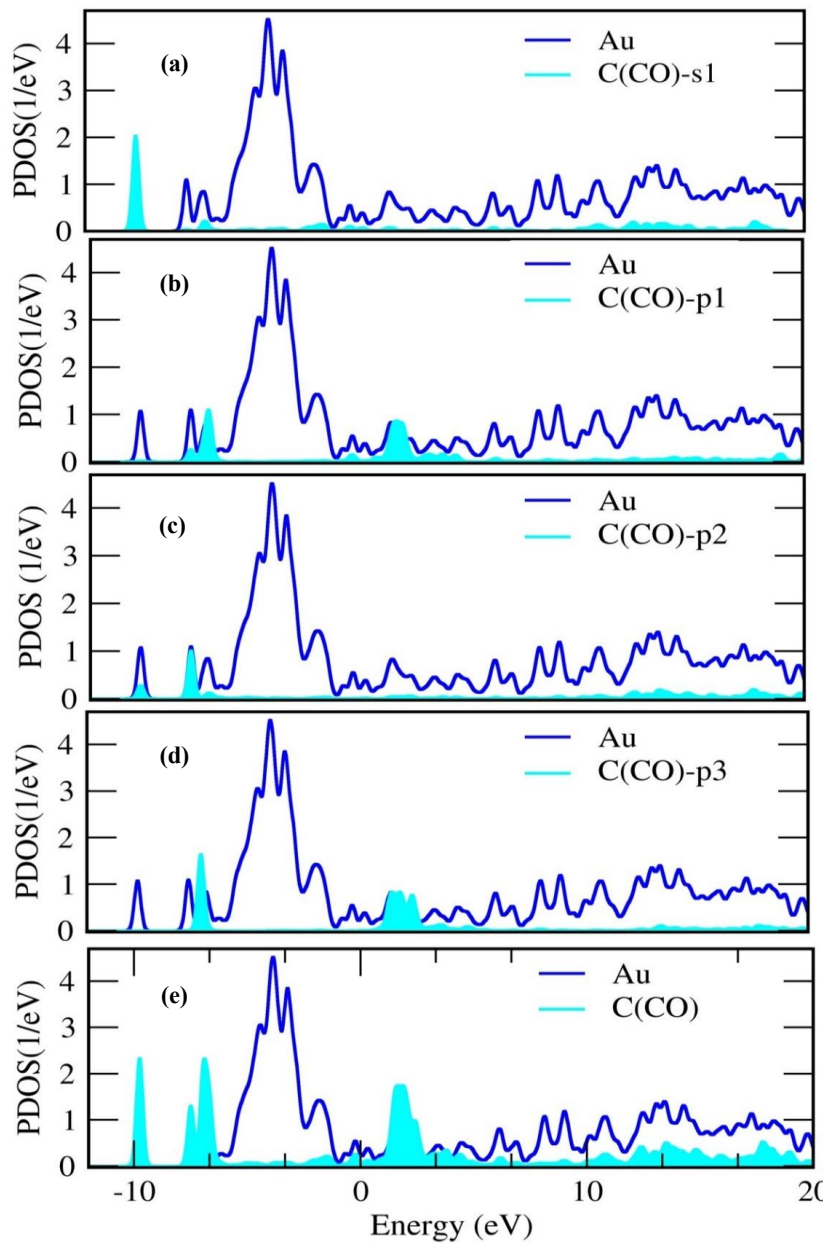 PDOS(1/eV)
4
3
2
1
0
(a)
Au
C(CO)-s1
PDOS(1/eV)
4
3
2
1
0
(b)
Au
C(CO)-p1
PDOS (1/eV)
4
3
2
1
0
(c)
Au
C(CO)-p2
PDOS(1/eV)
4
3
2
1
0
(d)
Au
C(CO)-p3
PDOS(1/eV)
4
3
2
1
0
(e)
Au
C(CO)
-10 0 10 20
Energy (eV)